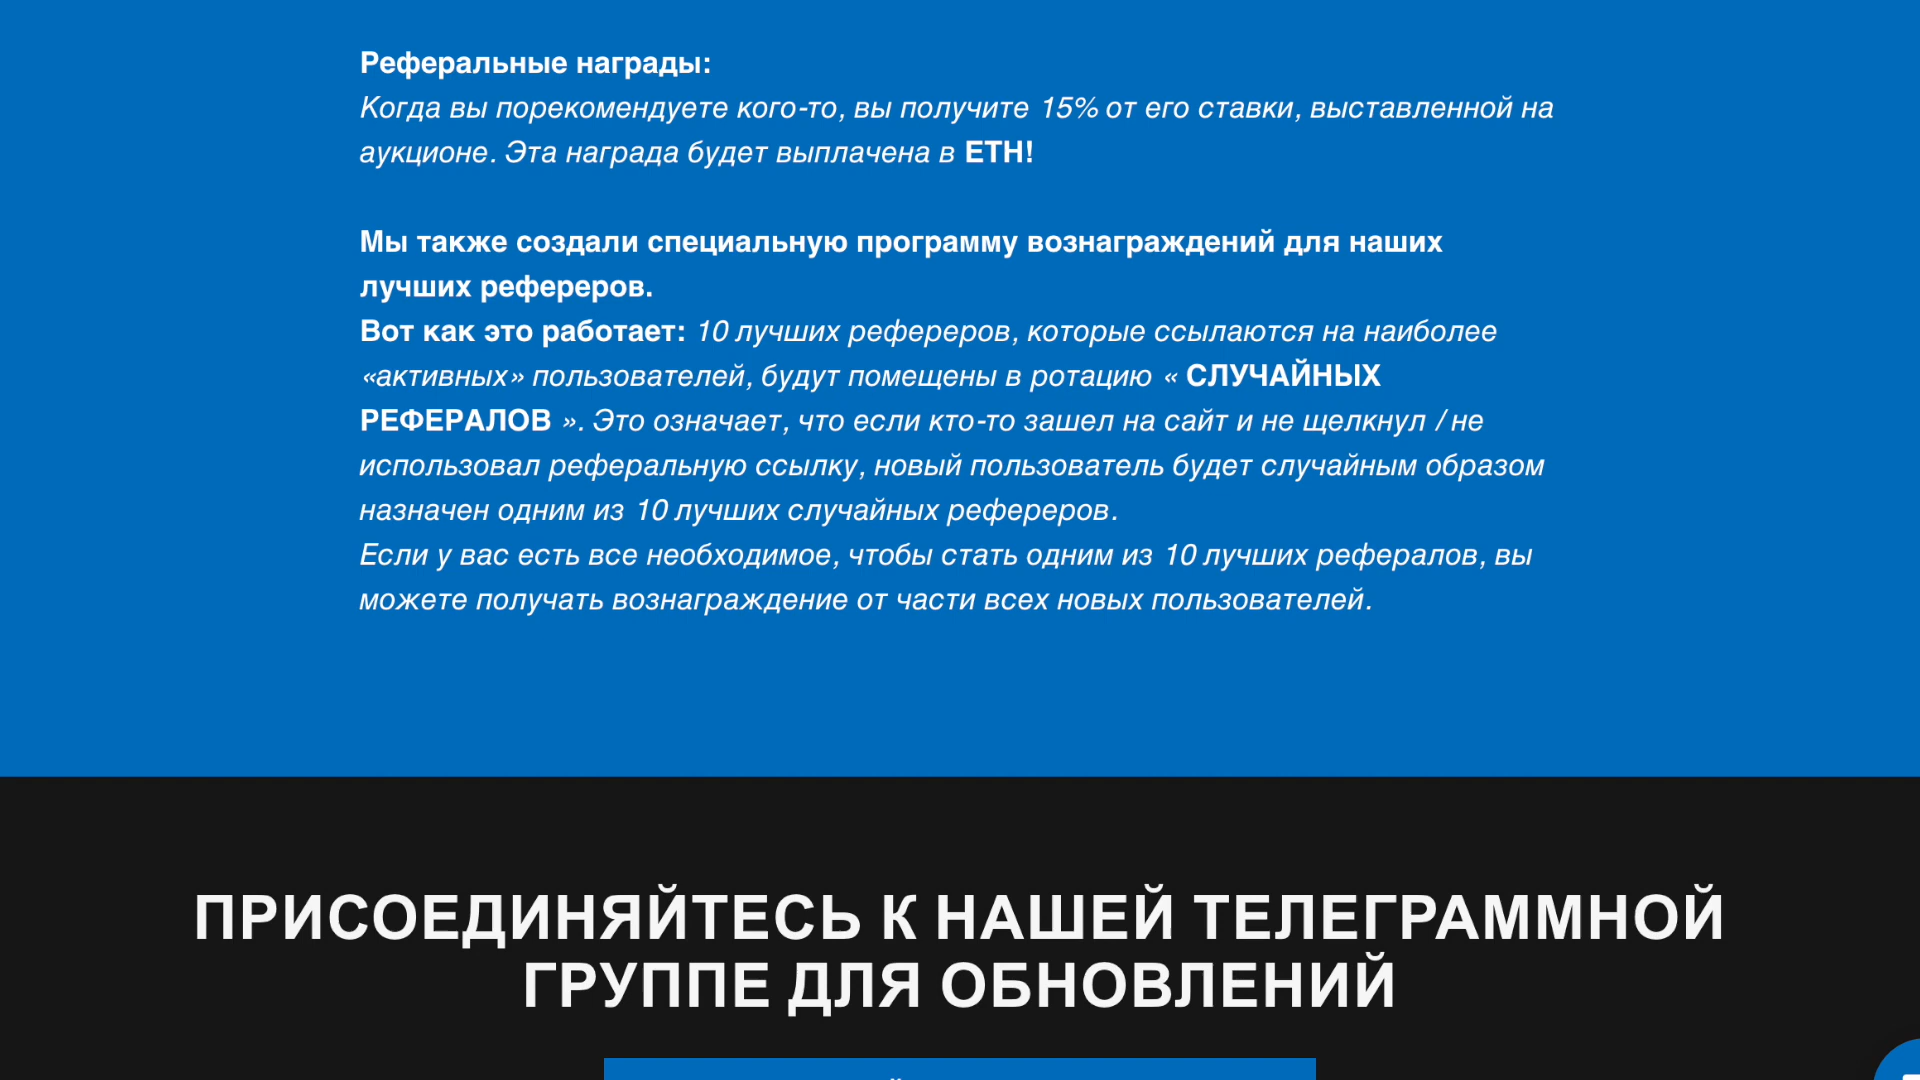 Реферальные награды:
Когда вы порекомендуете кого-то, вы получите 15% от его ставки, выставленной на
аукционе. Эта награда будет выплачена в ETH!
Мы также создали специальную программу вознаграждений для наших
лучших рефереров.
Вот как это работает: 10 лучших рефереров, которые ссылаются на наиболее
«активных» пользователей, будут помещены в ротацию « СЛУЧАЙНЫХ
РЕФЕРАЛОВ ». Это означает, что если кто-то зашел на сайт и не щелкнул / не
использовал реферальную ссылку, новый пользователь будет случайным образом
назначен одним из 10 лучших случайных рефереров.
Если у вас есть все необходимое, чтобы стать одним из 10 лучших рефералов, вы
можете получать вознаграждение от части всех новых пользователей.
ПРИСОЕДИНЯЙТЕСЬ К НАШЕЙ ТЕЛЕГРАММНОЙ
ГРУППЕ ДЛЯ ОБНОВЛЕНИЙ